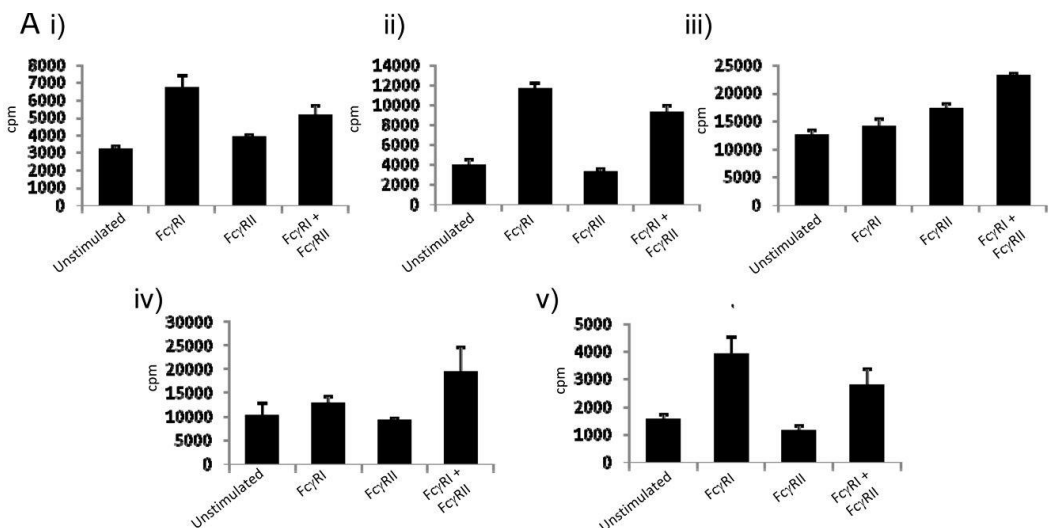 A i)
8000
7000
6000
5000
4000
3000
2000
1000
0
cpm
Unstimulated
FcγRI
FcγRII
FcγRI +
FcγRII
ii)
14000
12000
10000
8000
6000
4000
2000
0
cpm
Unstimulated
FcγRI
FcγRII
FcγRI +
FcγRII
iii)
25000
20000
15000
10000
5000
0
cpm
Unstimulated
FcγRI
FcγRII
FcγRI +
FcγRII
iv)
30000
25000
20000
15000
10000
5000
0
cpm
Unstimulated
FcγRI
FcγRII
FcγRI +
FcγRII
v)
5000
4000
3000
2000
1000
0
cpm
Unstimulated
FcγRI
FcγRII
FcγRI +
FcγRII